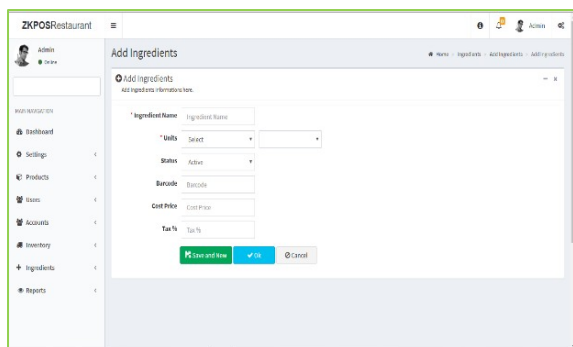 ZKPOSRestaurant
Admin
Admin
Online
Add Ingredients
Home
Ingredients
Add Ingredients
Add Ingredients
Add Ingredients
Add Ingredients Informations here.
MAIN NAVIGATION
Dashboard
Settings
Products
Users
Accounts
Inventory
Ingredients
Reports
* Ingredient Name
Ingredient Name
* Units
Select
Status
Active
Barcode
Barcode
Cost Price
Cost Price
Tax %
Tax %
Save and New
Ok
Cancel